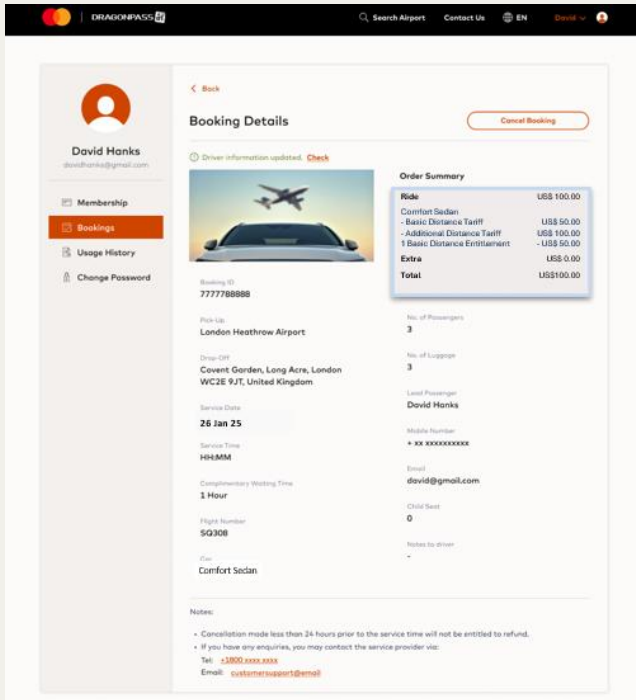 DRAGONPASS
Search Airport
Contact Us
EN
David
David Hanks
davidhanks@gmail.com
Membership
Bookings
Usage History
Change Password
Back
Booking Details
Cancel Booking
Driver information updated. Check
Order Summary
Ride US$ 100.00
Comfort Sedan
- Basic Distance Tariff US$ 50.00
- Additional Distance Tariff US$ 100.00
1 Basic Distance Entitlement - US$ 50.00
Extra US$ 0.00
Total US$100.00
Booking ID
7777788888
Pick-Up
London Heathrow Airport
Drop-Off
Covent Garden, Long Acre, London
WC2E 9JT, United Kingdom
Service Date
26 Jan 25
Service Time
HH:MM
Complimentary Waiting Time
1 Hour
Flight Number
SQ308
Car
Comfort Sedan
No. of Passengers
3
No. of Luggage
3
Lead Passenger
David Hanks
Mobile Number
+ xx xxxxxxxxxx
Email
david@gmail.com
Child Seat
0
Notes to driver
-
Notes:
• Cancellation made less than 24 hours prior to the service time will not be entitled to refund.
• If you have any enquiries, you may contact the service provider via:
Tel: +1800 xxxx xxxx
Email: customersupport@email